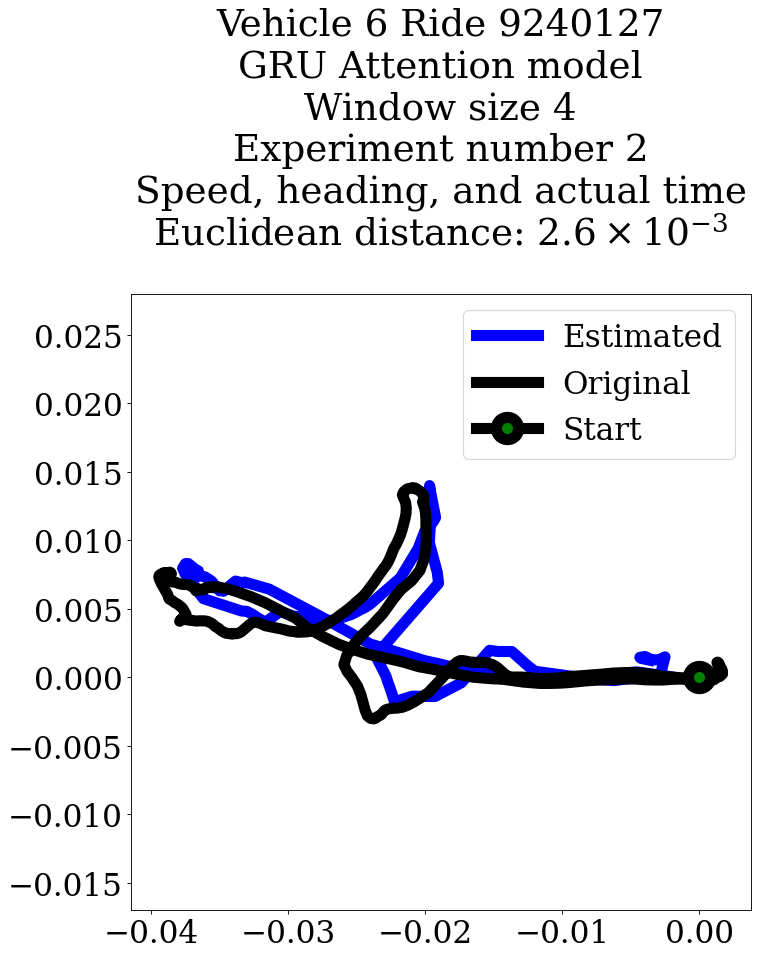 Vehicle 6 Ride 9240127
GRU Attention model
Window size 4
Experiment number 2
Speed, heading, and actual time
Euclidean distance: 2.6 × 10⁻³
Estimated
Original
Start
0.025
0.020
0.015
0.010
0.005
0.000
−0.005
−0.010
−0.015
−0.04 −0.03 −0.02 −0.01 0.00